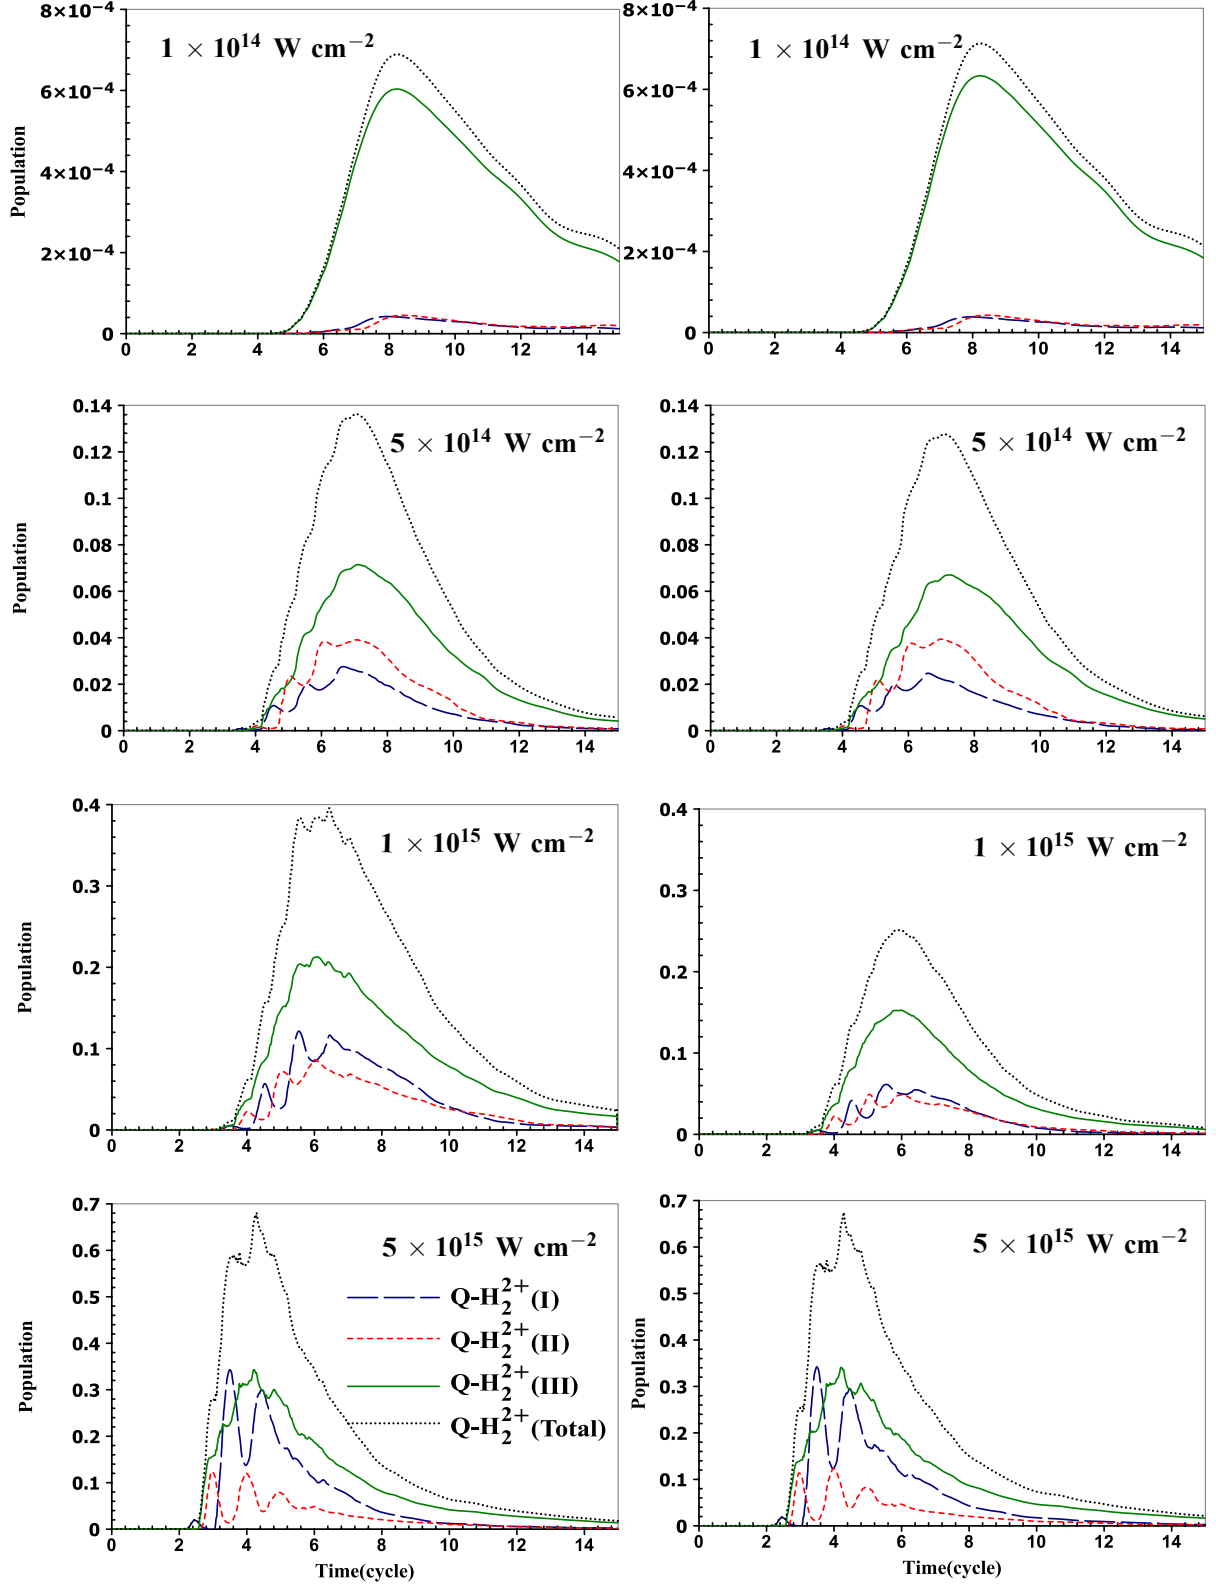 8×10⁻⁴
6×10⁻⁴
4×10⁻⁴
2×10⁻⁴
0
Population
1 × 10¹⁴ W cm⁻²
0 2 4 6 8 10 12 14
8×10⁻⁴
6×10⁻⁴
4×10⁻⁴
2×10⁻⁴
0
1 × 10¹⁴ W cm⁻²
0 2 4 6 8 10 12 14
0.14
0.12
0.1
0.08
0.06
0.04
0.02
0
Population
5 × 10¹⁴ W cm⁻²
0 2 4 6 8 10 12 14
0.14
0.12
0.1
0.08
0.06
0.04
0.02
0
5 × 10¹⁴ W cm⁻²
0 2 4 6 8 10 12 14
0.4
0.3
0.2
0.1
0
Population
1 × 10¹⁵ W cm⁻²
0 2 4 6 8 10 12 14
0.4
0.3
0.2
0.1
0
1 × 10¹⁵ W cm⁻²
0 2 4 6 8 10 12 14
0.7
0.6
0.5
0.4
0.3
0.2
0.1
0
Population
5 × 10¹⁵ W cm⁻²
Q-H₂²⁺(I)
Q-H₂²⁺(II)
Q-H₂²⁺(III)
Q-H₂²⁺(Total)
0 2 4 6 8 10 12 14
Time(cycle)
0.7
0.6
0.5
0.4
0.3
0.2
0.1
0
Population
5 × 10¹⁵ W cm⁻²
0 2 4 6 8 10 12 14
Time(cycle)